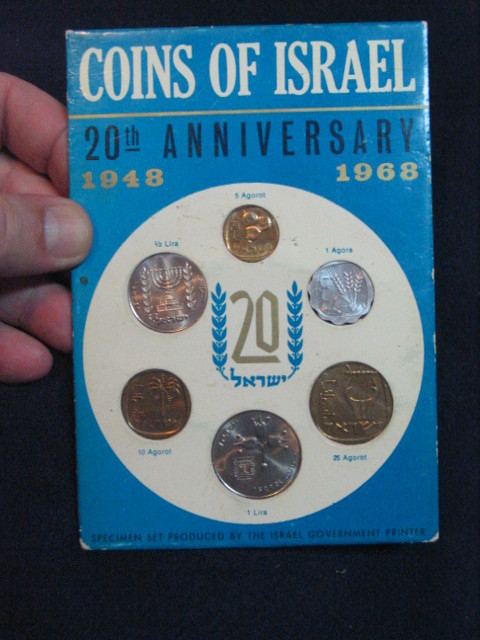 COINS OF ISRAEL
20th ANNIVERSARY
1948 1968
5 Agorot
½ Lira
1 Agora
20
ישראל
10 Agorot
25 Agorot
1 Lira
SPECIMEN SET PRODUCED BY THE ISRAEL GOVERNMENT PRINTER